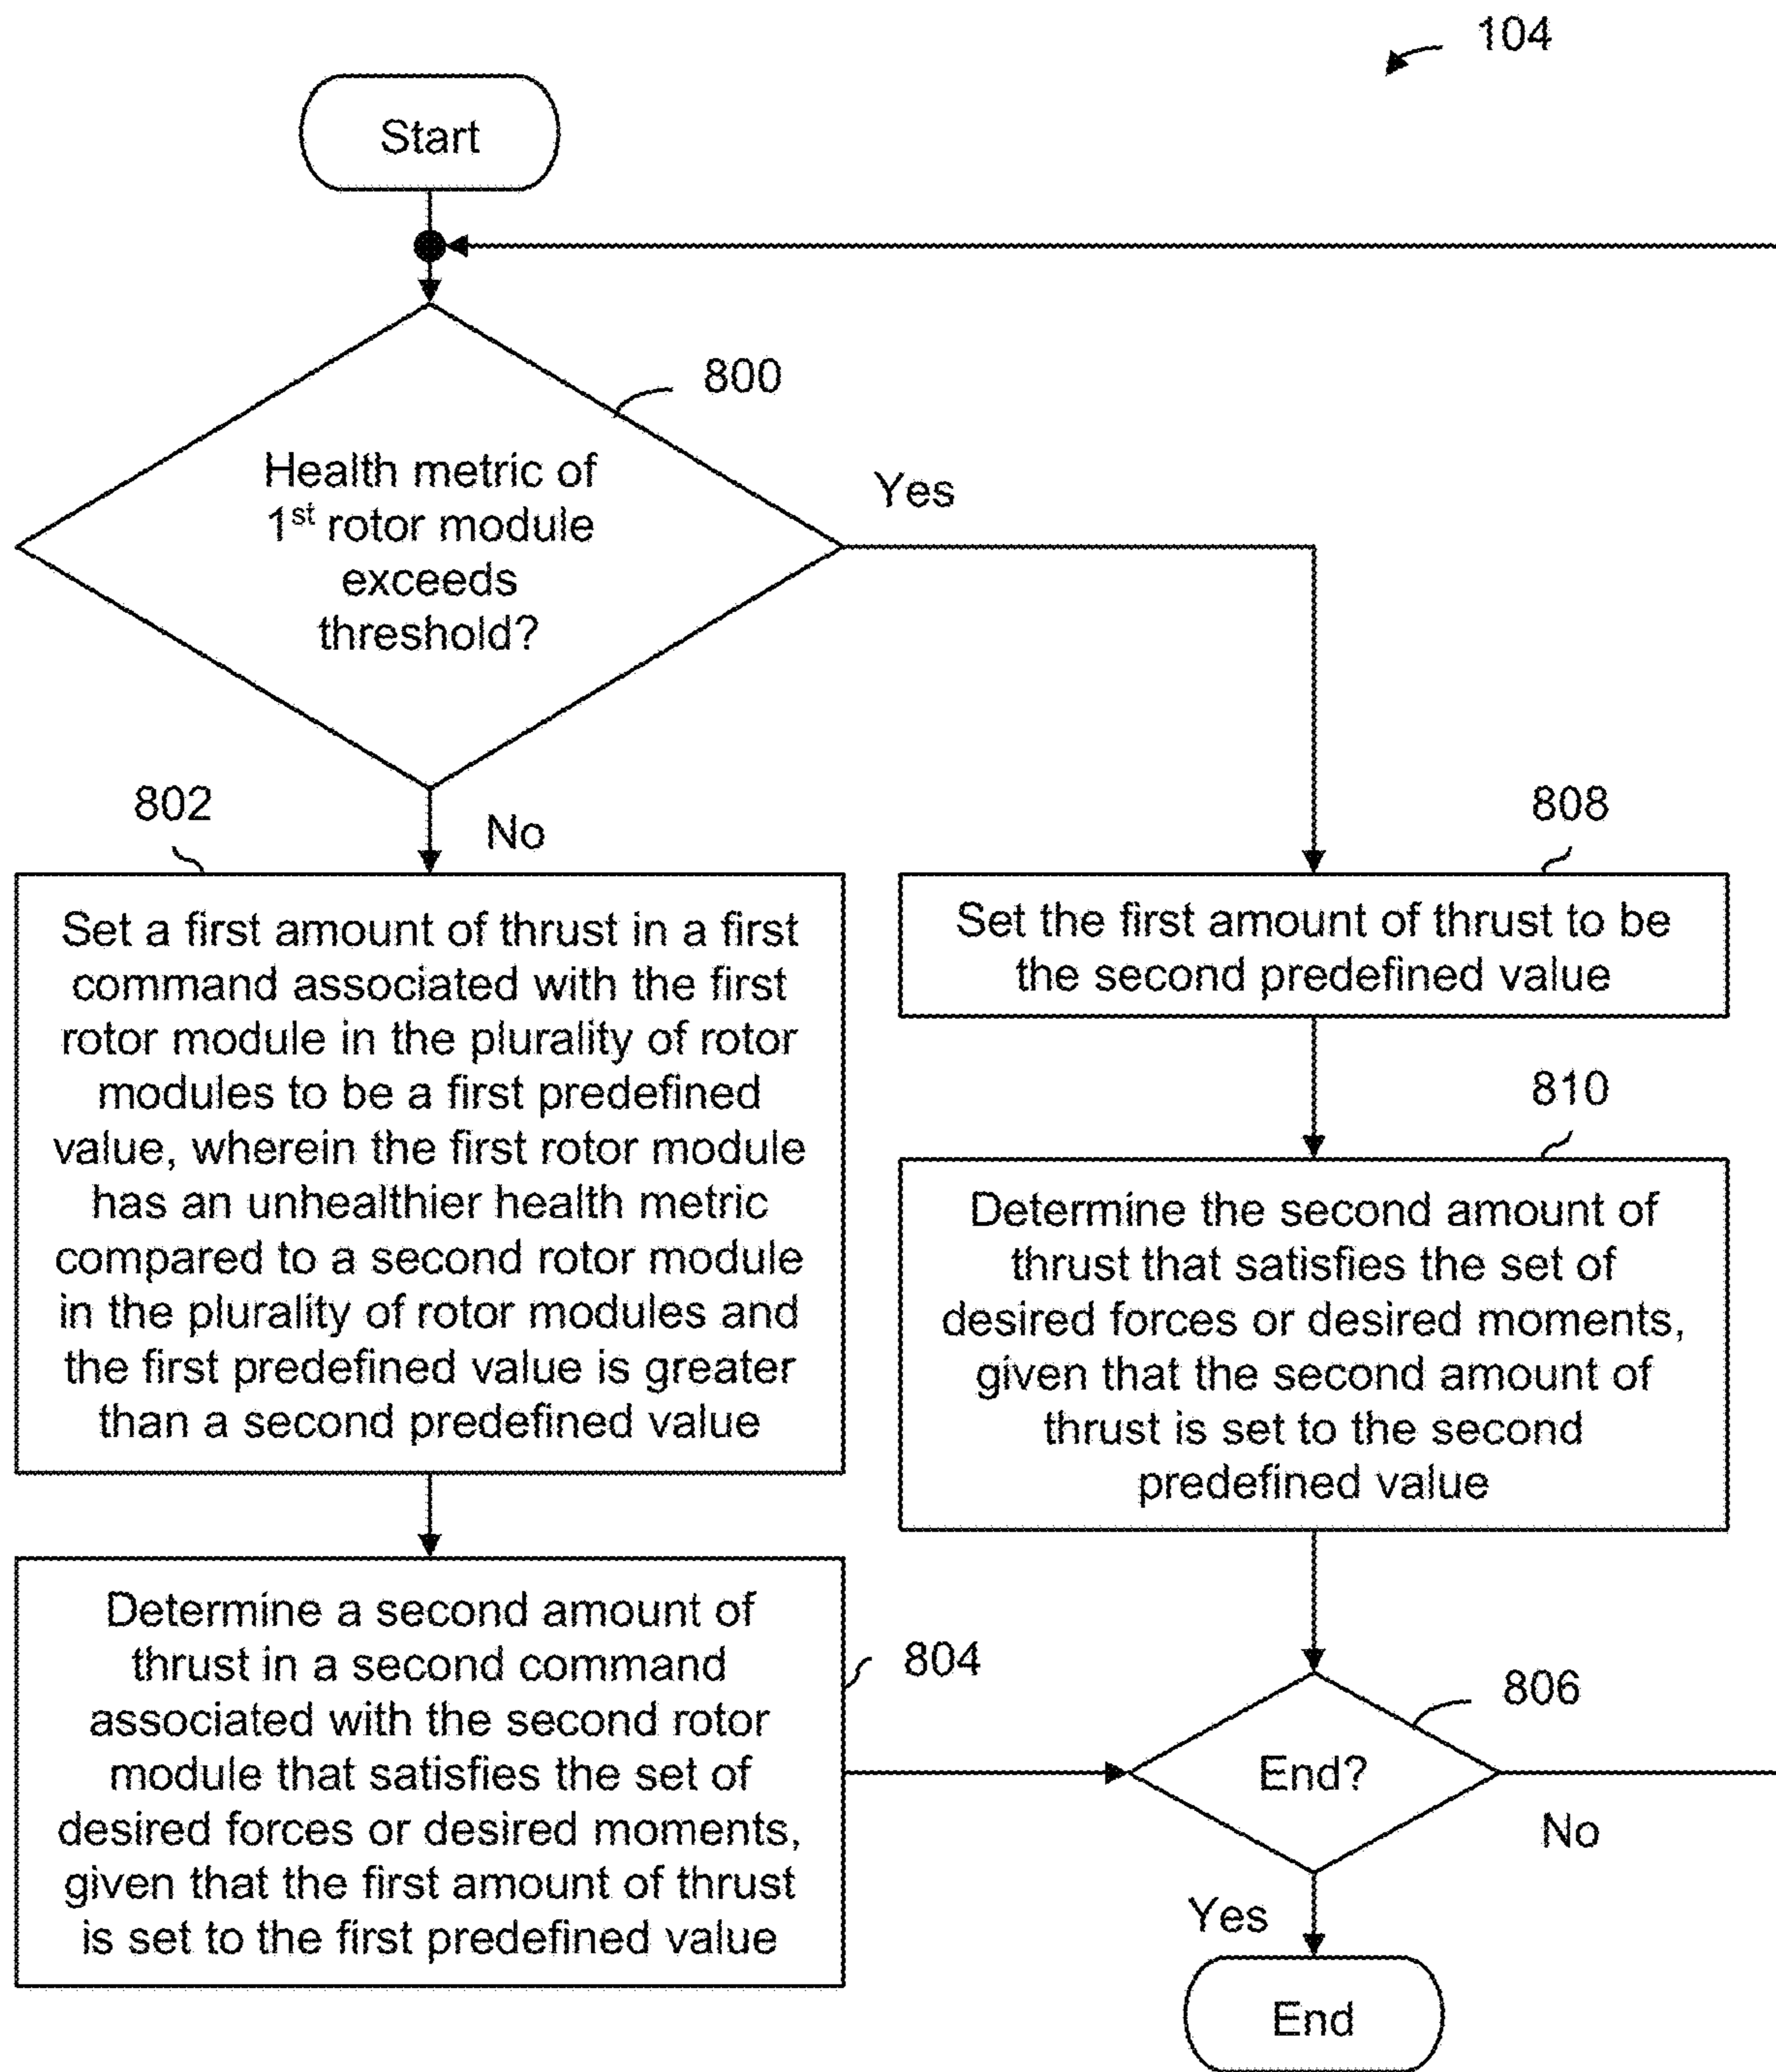 104
Start
800
Health metric of
1st rotor module
exceeds
threshold?
Yes
No
802
Set a first amount of thrust in a first
command associated with the first
rotor module in the plurality of rotor
modules to be a first predefined
value, wherein the first rotor module
has an unhealthier health metric
compared to a second rotor module
in the plurality of rotor modules and
the first predefined value is greater
than a second predefined value
808
Set the first amount of thrust to be
the second predefined value
810
Determine the second amount of
thrust that satisfies the set of
desired forces or desired moments,
given that the second amount of
thrust is set to the second
predefined value
804
Determine a second amount of
thrust in a second command
associated with the second rotor
module that satisfies the set of
desired forces or desired moments,
given that the first amount of thrust
is set to the first predefined value
806
End?
No
Yes
End